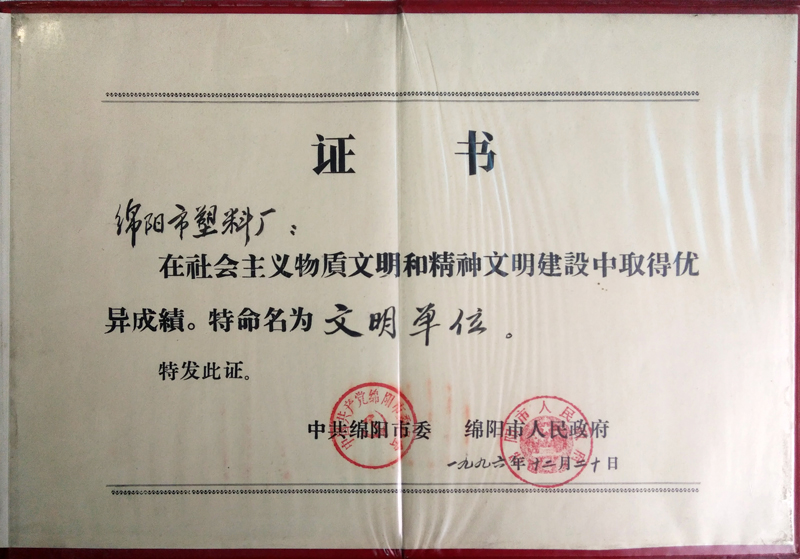 证书
绵阳市塑料厂：
在社会主义物质文明和精神文明建設中取得优
异成績。特命名为文明单位。
特发此证。
中共绵阳市委 绵阳市人民政府
一九九六年十二月二十日